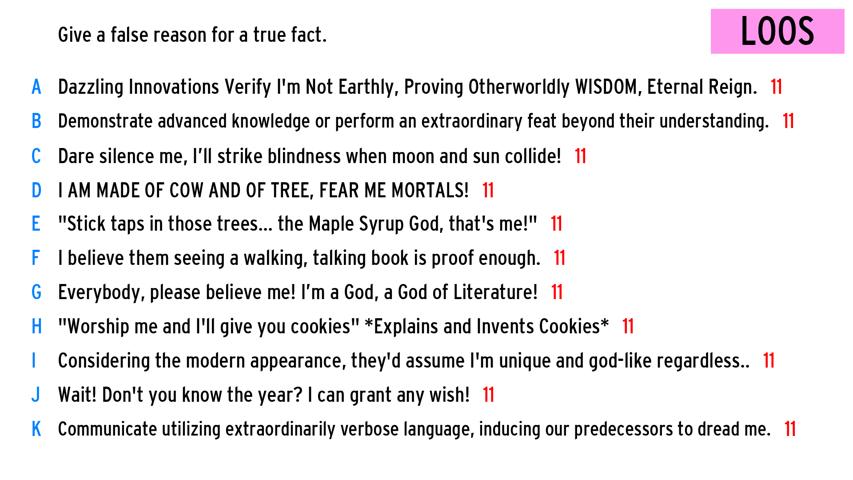 Give a false reason for a true fact.
LOOS
A Dazzling Innovations Verify I'm Not Earthly, Proving Otherworldly WISDOM, Eternal Reign. 11
B Demonstrate advanced knowledge or perform an extraordinary feat beyond their understanding. 11
C Dare silence me, I’ll strike blindness when moon and sun collide! 11
D I AM MADE OF COW AND OF TREE, FEAR ME MORTALS! 11
E "Stick taps in those trees... the Maple Syrup God, that's me!" 11
F I believe them seeing a walking, talking book is proof enough. 11
G Everybody, please believe me! I’m a God, a God of Literature! 11
H "Worship me and I'll give you cookies" *Explains and Invents Cookies* 11
I Considering the modern appearance, they'd assume I'm unique and god-like regardless.. 11
J Wait! Don't you know the year? I can grant any wish! 11
K Communicate utilizing extraordinarily verbose language, inducing our predecessors to dread me. 11